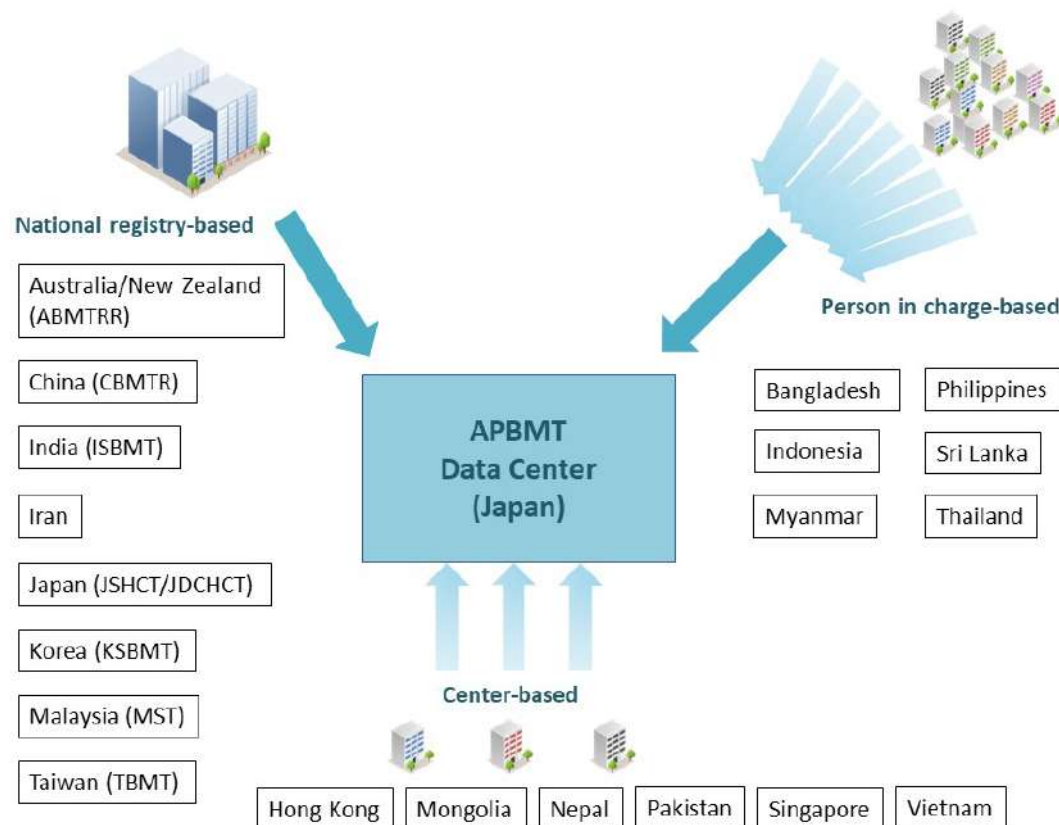 National registry-based
Australia/New Zealand
(ABMTRR)
China (CBMTR)
India (ISBMT)
Iran
Japan (JSHCT/JDCHCT)
Korea (KSBMT)
Malaysia (MST)
Taiwan (TBMT)
APBMT
Data Center
(Japan)
Person in charge-based
Bangladesh Philippines
Indonesia Sri Lanka
Myanmar Thailand
Center-based
Hong Kong Mongolia Nepal Pakistan Singapore Vietnam